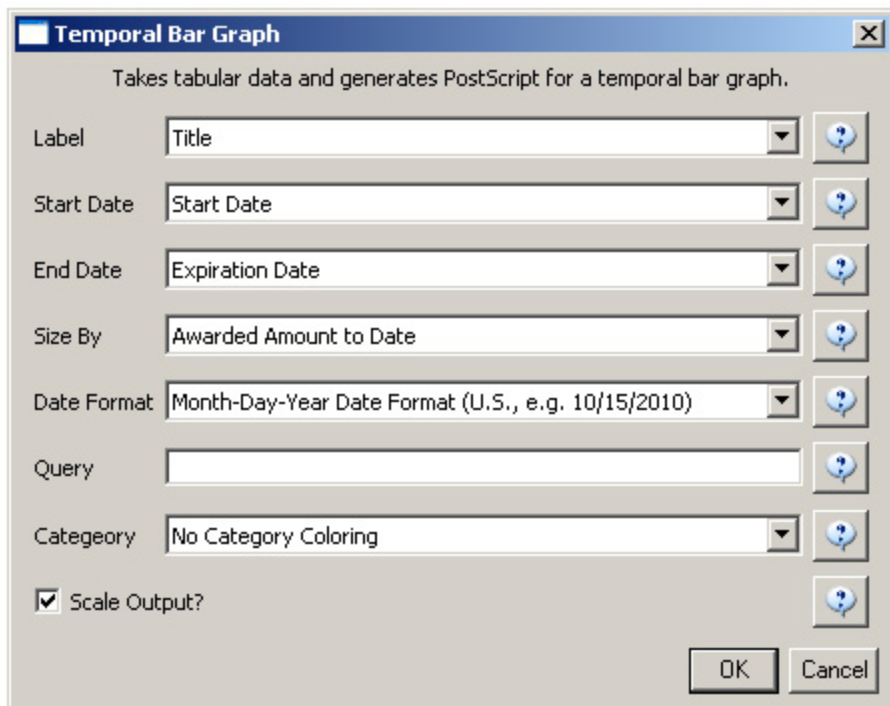 Temporal Bar Graph
Takes tabular data and generates PostScript for a temporal bar graph.
Label Title
Start Date Start Date
End Date Expiration Date
Size By Awarded Amount to Date
Date Format Month-Day-Year Date Format (U.S., e.g. 10/15/2010)
Query
Categeory No Category Coloring
Scale Output?
OK Cancel